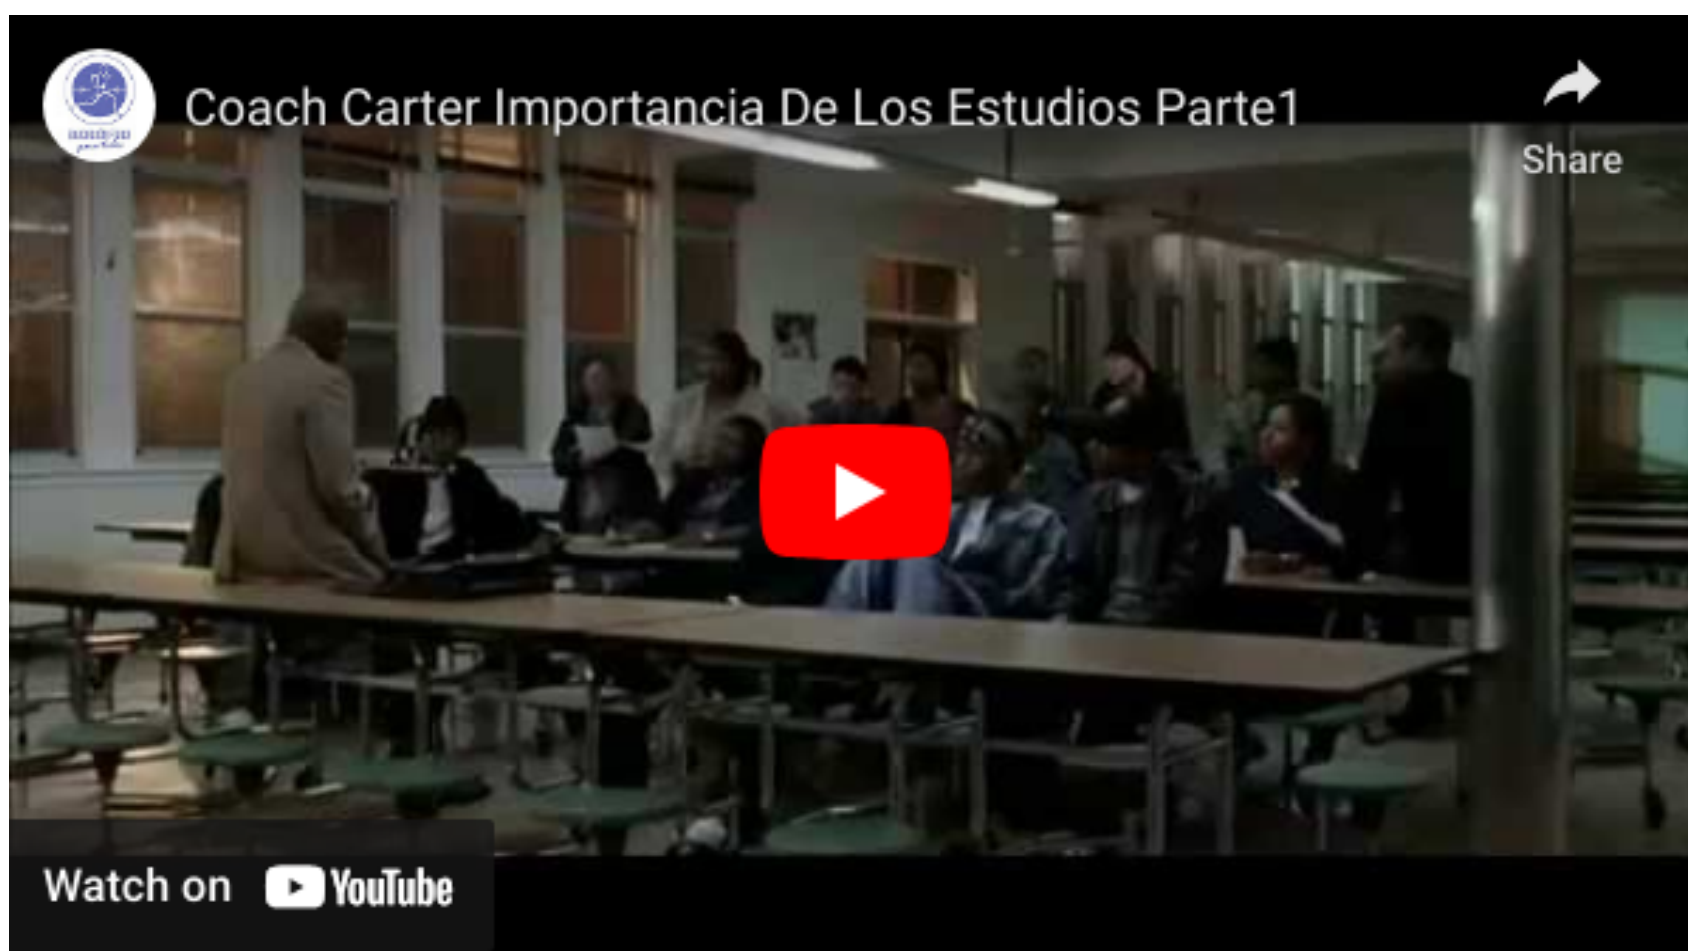 Coach Carter Importancia De Los Estudios Parte1
Share
Watch on YouTube